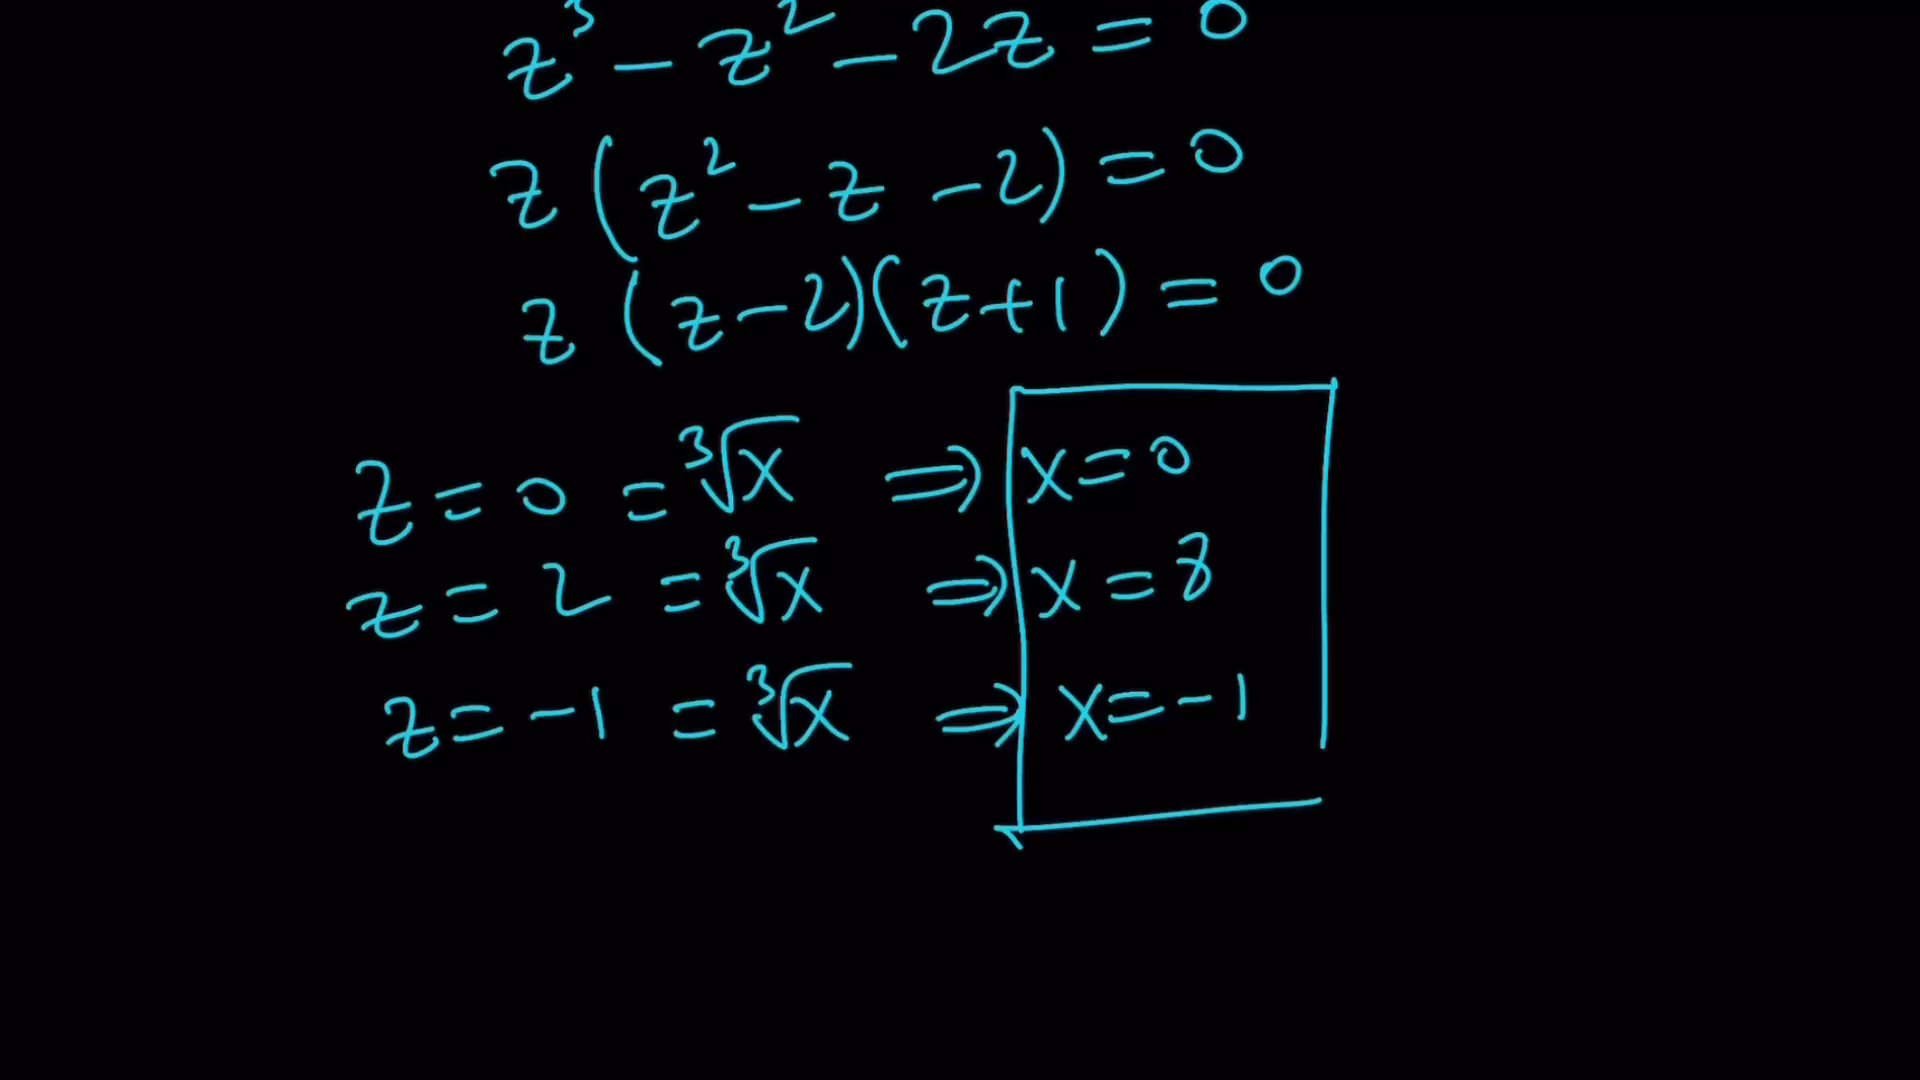 z³ - z² - 2z = 0
z(z² - z - 2) = 0
z(z-2)(z+1) = 0
z = 0 = ∛x ⇒ x = 0
z = 2 = ∛x ⇒ x = 8
z = -1 = ∛x ⇒ x = -1